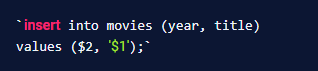 `insert into movies (year, title)
values ($2, '$1');`